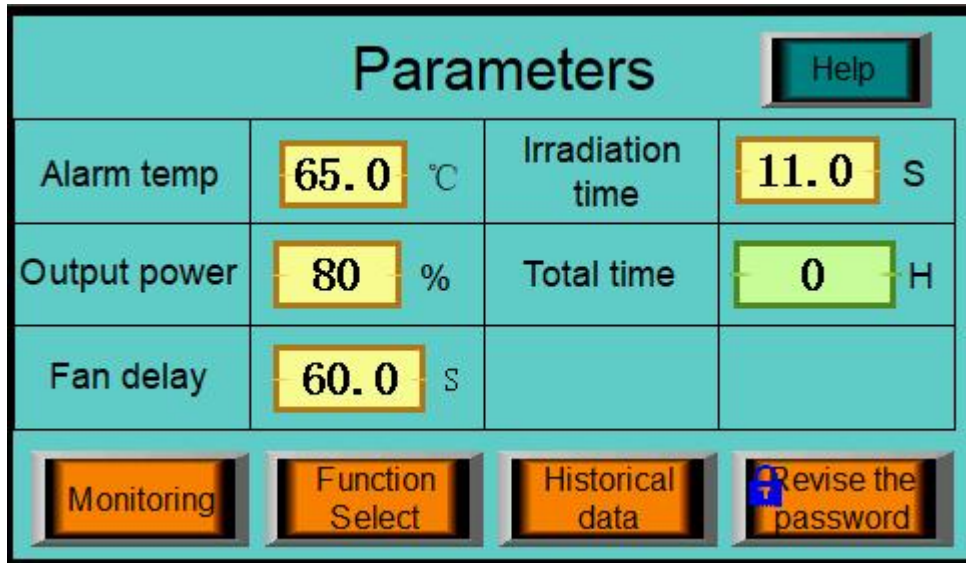 Parameters
Help
Alarm temp
65.0 ℃
Irradiation
time
11.0 S
Output power
80 %
Total time
0 H
Fan delay
60.0 S
Monitoring
Function
Select
Historical
data
Revise the
password